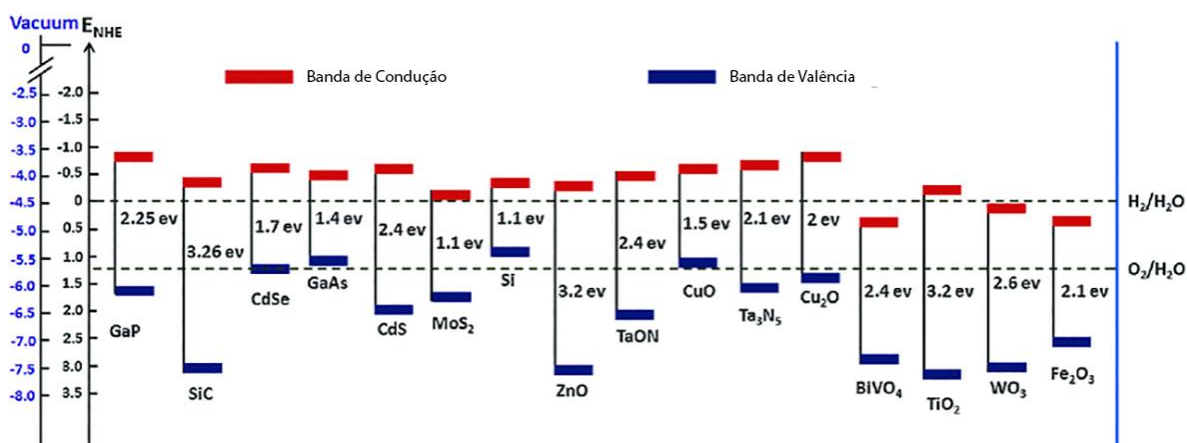 Vacuum E_NHE
0
Banda de Condução
Banda de Valência
-2.5 -2.0
-1.5
-3.0
-3.5 -1.0
-4.0 -0.5
-4.5 0
H₂/H₂O
-5.0 0.5
-5.5 1.0
O₂/H₂O
-6.0 1.5
-6.5 2.0
-7.0 2.5
-7.5 3.0
-8.0 3.5
2.25 ev
GaP
3.26 ev
SiC
1.7 ev
CdSe
1.4 ev
GaAs
2.4 ev
CdS
1.1 ev
MoS₂
1.1 ev
Si
3.2 ev
ZnO
2.4 ev
TaON
1.5 ev
CuO
2.1 ev
Ta₃N₅
2 ev
Cu₂O
2.4 ev
BiVO₄
3.2 ev
TiO₂
2.6 ev
WO₃
2.1 ev
Fe₂O₃